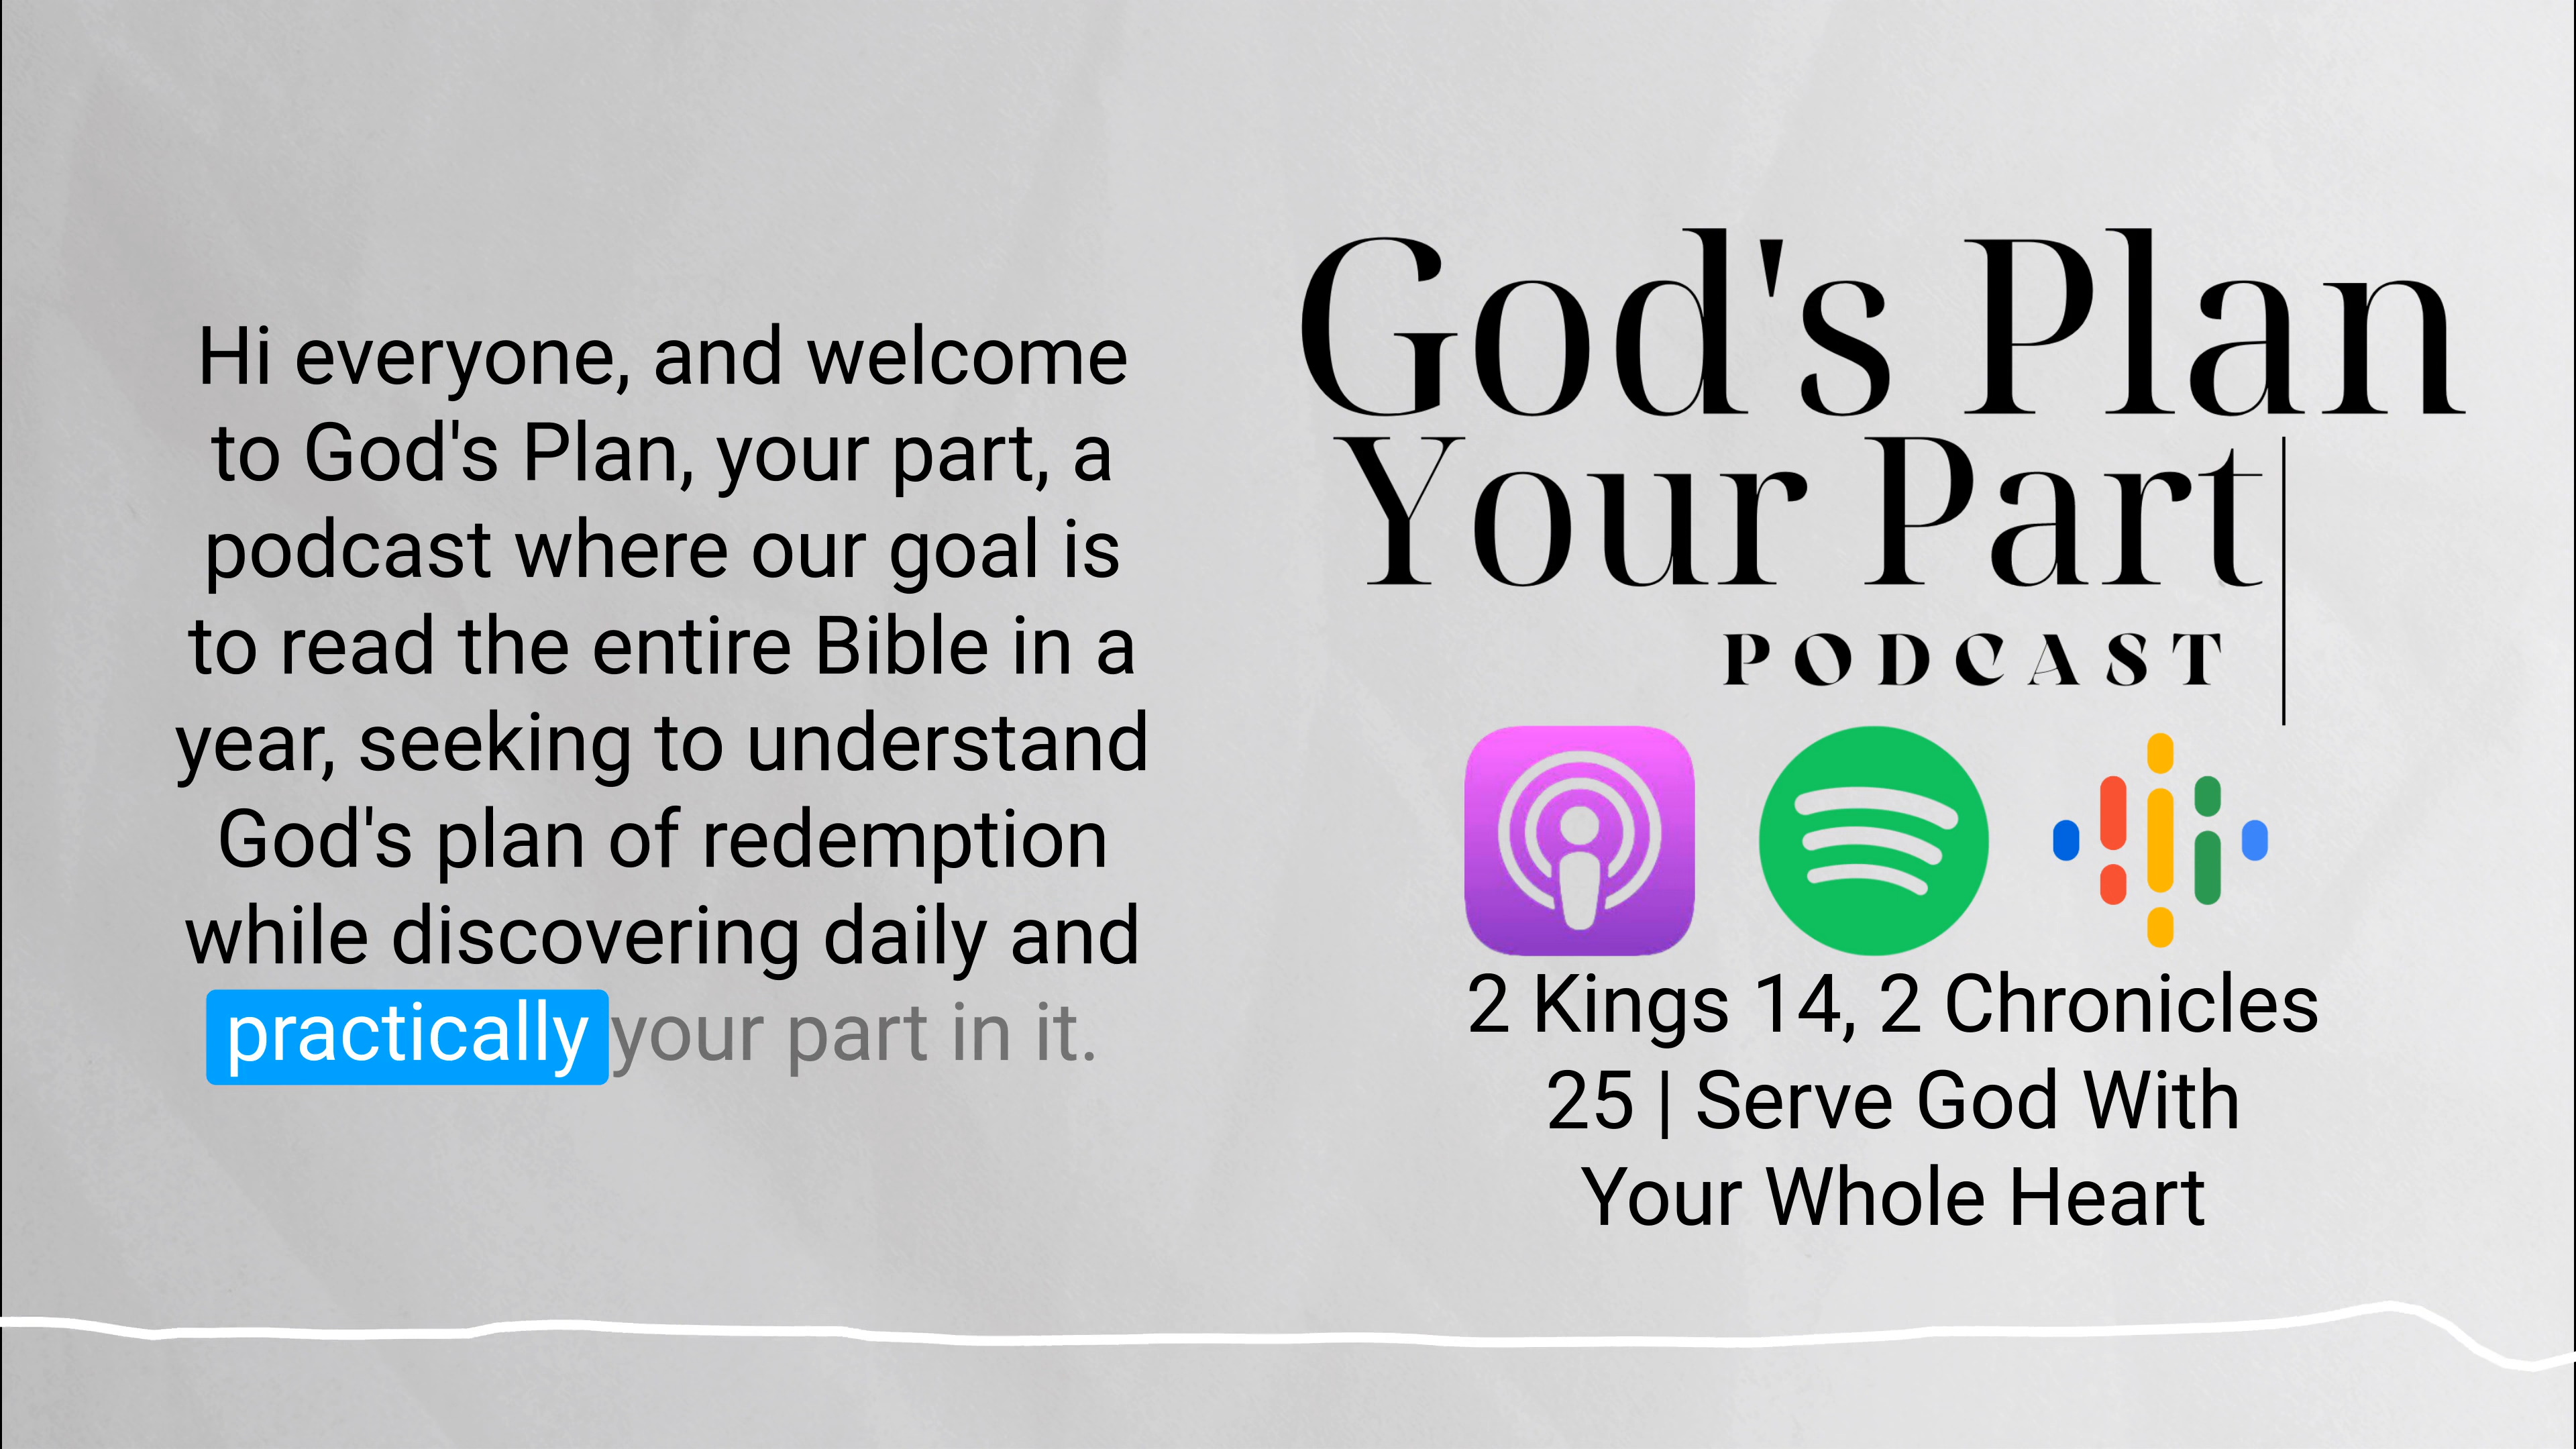 Hi everyone, and welcome
to God's Plan, your part, a
podcast where our goal is
to read the entire Bible in a
year, seeking to understand
God's plan of redemption
while discovering daily and
practically your part in it.
God's Plan
Your Part
PODCAST
2 Kings 14, 2 Chronicles
25 | Serve God With
Your Whole Heart